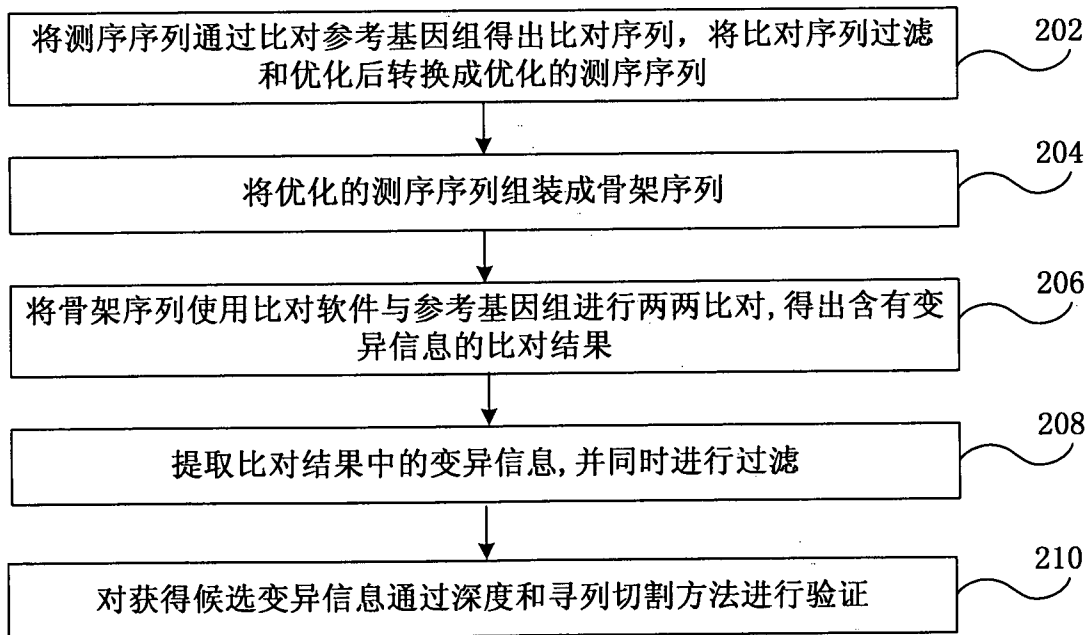 将测序序列通过比对参考基因组得出比对序列，将比对序列过滤
和优化后转换成优化的测序序列
202
将优化的测序序列组装成骨架序列
204
将骨架序列使用比对软件与参考基因组进行两两比对,得出含有变
异信息的比对结果
206
提取比对结果中的变异信息,并同时进行过滤
208
对获得候选变异信息通过深度和寻列切割方法进行验证
210